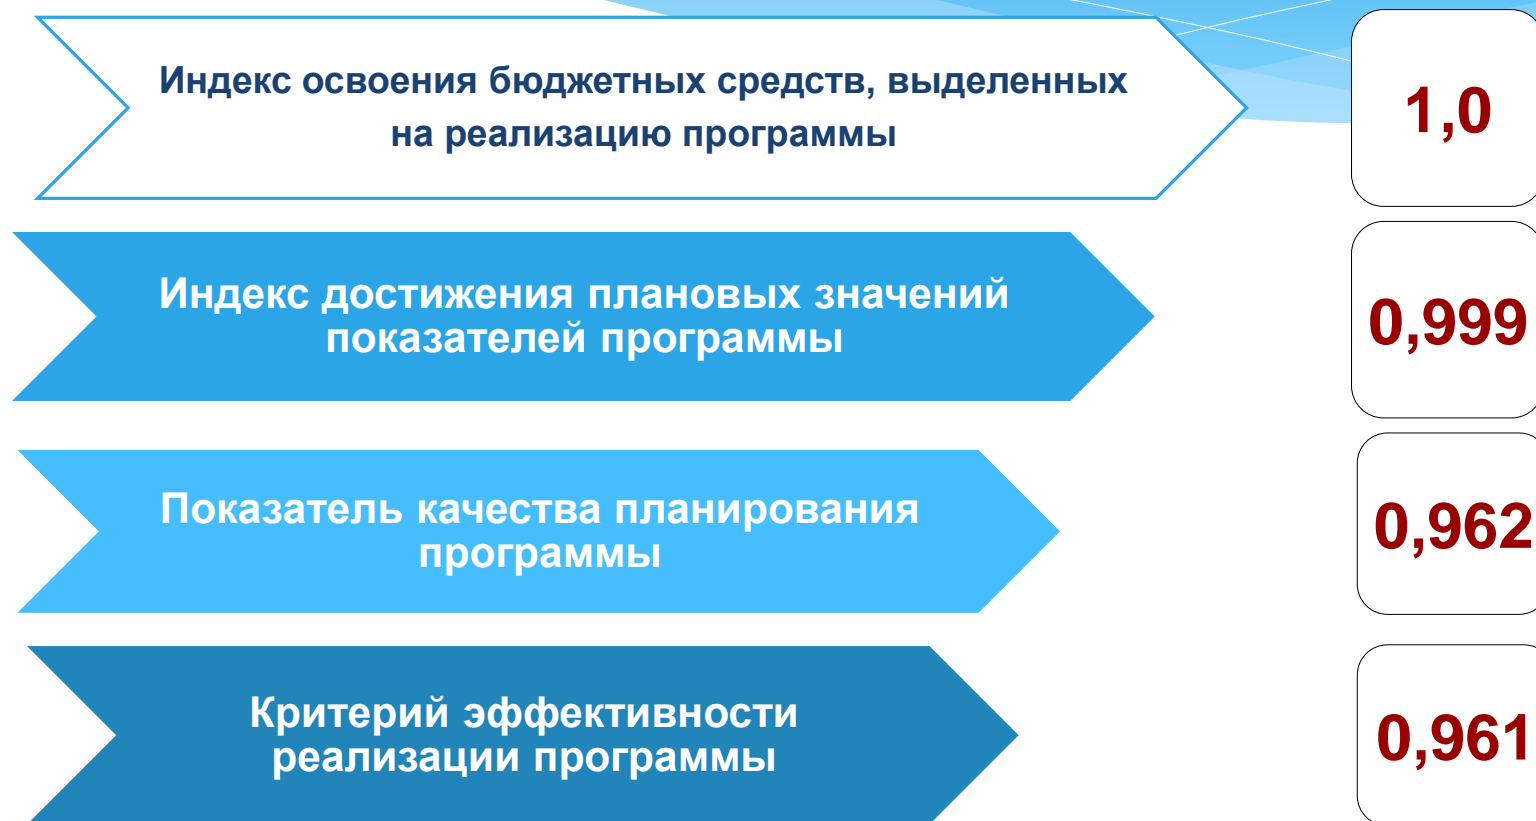 Индекс освоения бюджетных средств, выделенных
на реализацию программы
1,0
Индекс достижения плановых значений
показателей программы
0,999
Показатель качества планирования
программы
0,962
Критерий эффективности
реализации программы
0,961